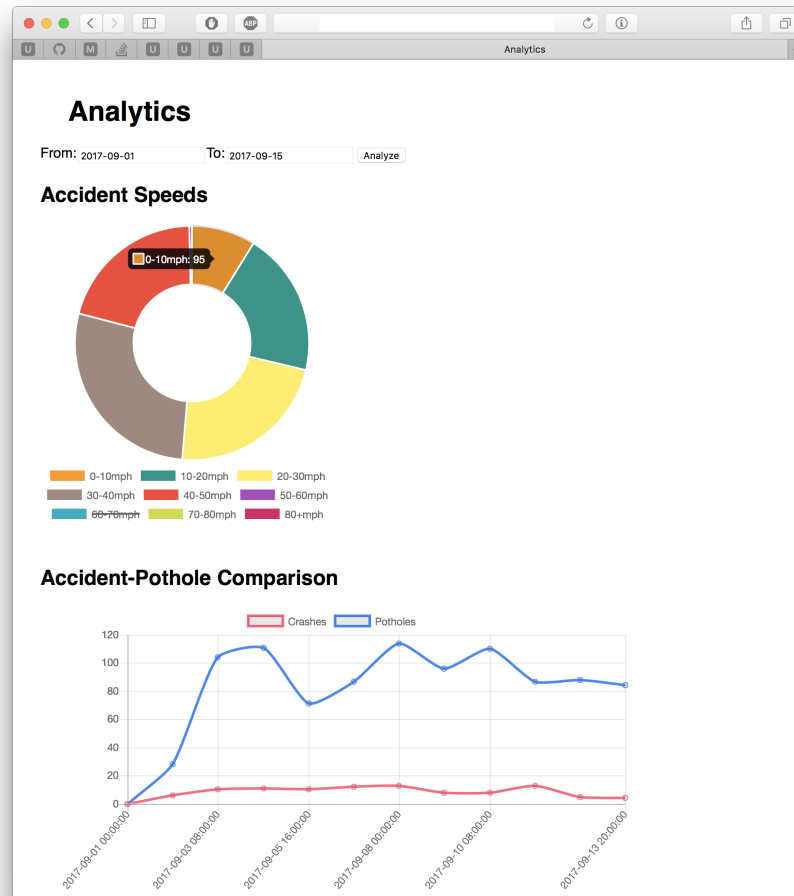 ABP
U M U U U U Analytics
Analytics
From: 2017-09-01 To: 2017-09-15 Analyze
Accident Speeds
0-10mph: 95
0-10mph 10-20mph 20-30mph
30-40mph 40-50mph 50-60mph
60-70mph 70-80mph 80+mph
Accident-Pothole Comparison
Crashes Potholes
120
100
80
60
40
20
0
2017-09-01 00:00:00 2017-09-03 08:00:00 2017-09-05 16:00:00 2017-09-08 00:00:00 2017-09-10 08:00:00 2017-09-13 20:00:00